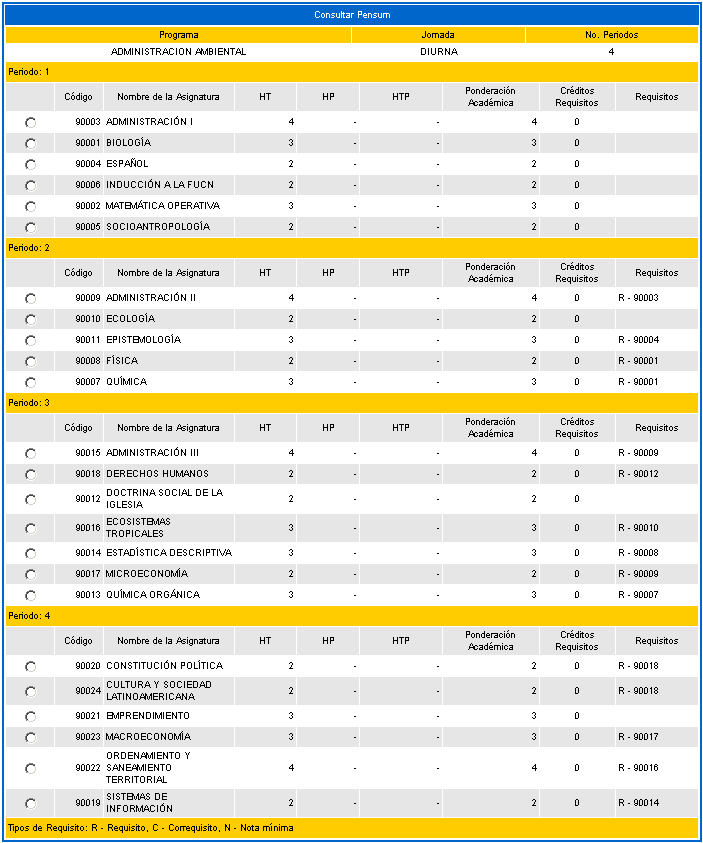 Consultar Pensum
Programa Jornada No. Periodos
ADMINISTRACION AMBIENTAL DIURNA 4
Periodo: 1
Código Nombre de la Asignatura HT HP HTP Ponderación Académica Créditos Requisitos Requisitos
90003 ADMINISTRACIÓN I 4 - - 4 0
90001 BIOLOGÍA 3 - - 3 0
90004 ESPAÑOL 2 - - 2 0
90006 INDUCCIÓN A LA FUCN 2 - - 2 0
90002 MATEMÁTICA OPERATIVA 3 - - 3 0
90005 SOCIOANTROPOLOGÍA 2 - - 2 0
Periodo: 2
Código Nombre de la Asignatura HT HP HTP Ponderación Académica Créditos Requisitos Requisitos
90009 ADMINISTRACIÓN II 4 - - 4 0 R - 90003
90010 ECOLOGÍA 2 - - 2 0
90011 EPISTEMOLOGÍA 3 - - 3 0 R - 90004
90008 FÍSICA 2 - - 2 0 R - 90001
90007 QUÍMICA 3 - - 3 0 R - 90001
Periodo: 3
Código Nombre de la Asignatura HT HP HTP Ponderación Académica Créditos Requisitos Requisitos
90015 ADMINISTRACIÓN III 4 - - 4 0 R - 90009
90018 DERECHOS HUMANOS 2 - - 2 0 R - 90012
90012 DOCTRINA SOCIAL DE LA IGLESIA 2 - - 2 0
90016 ECOSISTEMAS TROPICALES 3 - - 3 0 R - 90010
90014 ESTADÍSTICA DESCRIPTIVA 3 - - 3 0 R - 90008
90017 MICROECONOMÍA 2 - - 2 0 R - 90009
90013 QUÍMICA ORGÁNICA 3 - - 3 0 R - 90007
Periodo: 4
Código Nombre de la Asignatura HT HP HTP Ponderación Académica Créditos Requisitos Requisitos
90020 CONSTITUCIÓN POLÍTICA 2 - - 2 0 R - 90018
90024 CULTURA Y SOCIEDAD LATINOAMERICANA 2 - - 2 0 R - 90018
90021 EMPRENDIMIENTO 3 - - 3 0
90023 MACROECONOMÍA 3 - - 3 0 R - 90017
90022 ORDENAMIENTO Y SANEAMIENTO TERRITORIAL 4 - - 4 0 R - 90016
90019 SISTEMAS DE INFORMACIÓN 2 - - 2 0 R - 90014
Tipos de Requisito: R - Requisito, C - Correquisito, N - Nota mínima